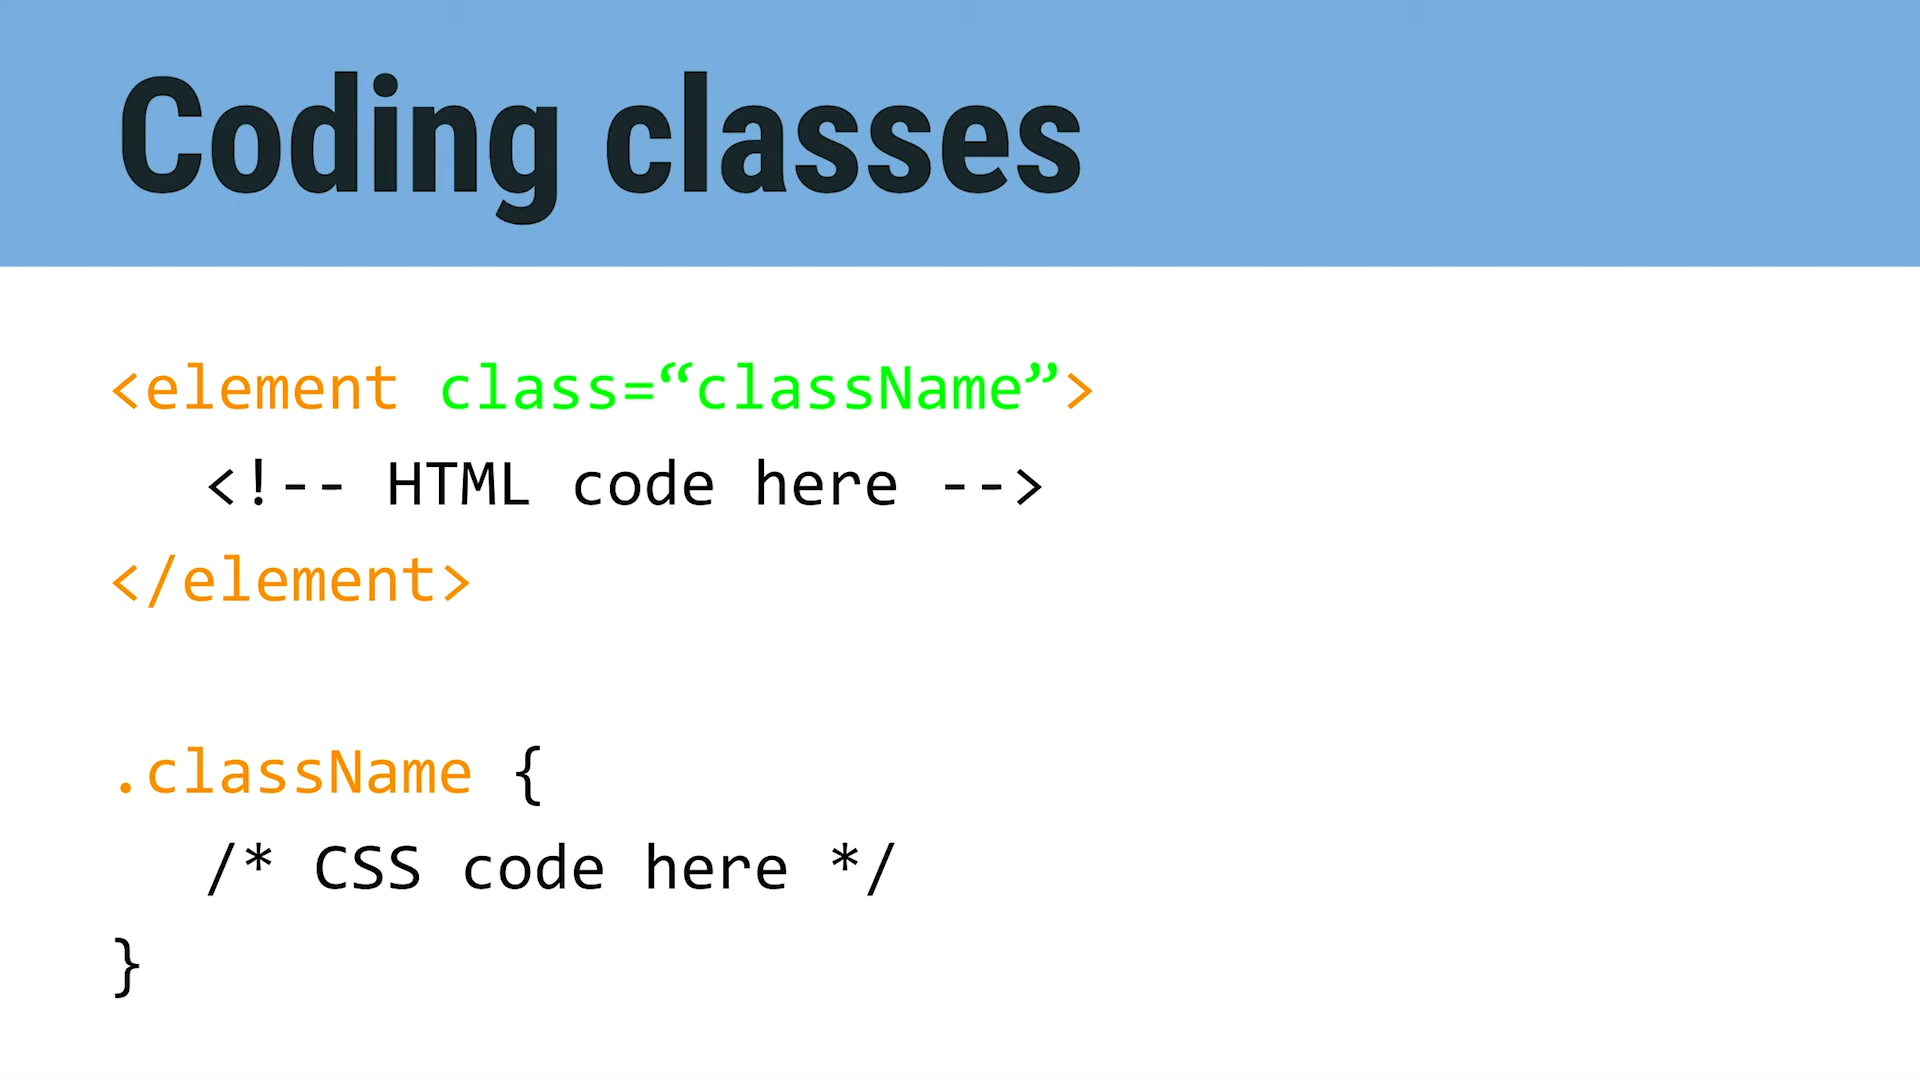 Coding classes
<element class=“className”>
<!-- HTML code here -->
</element>
.className {
/* CSS code here */
}